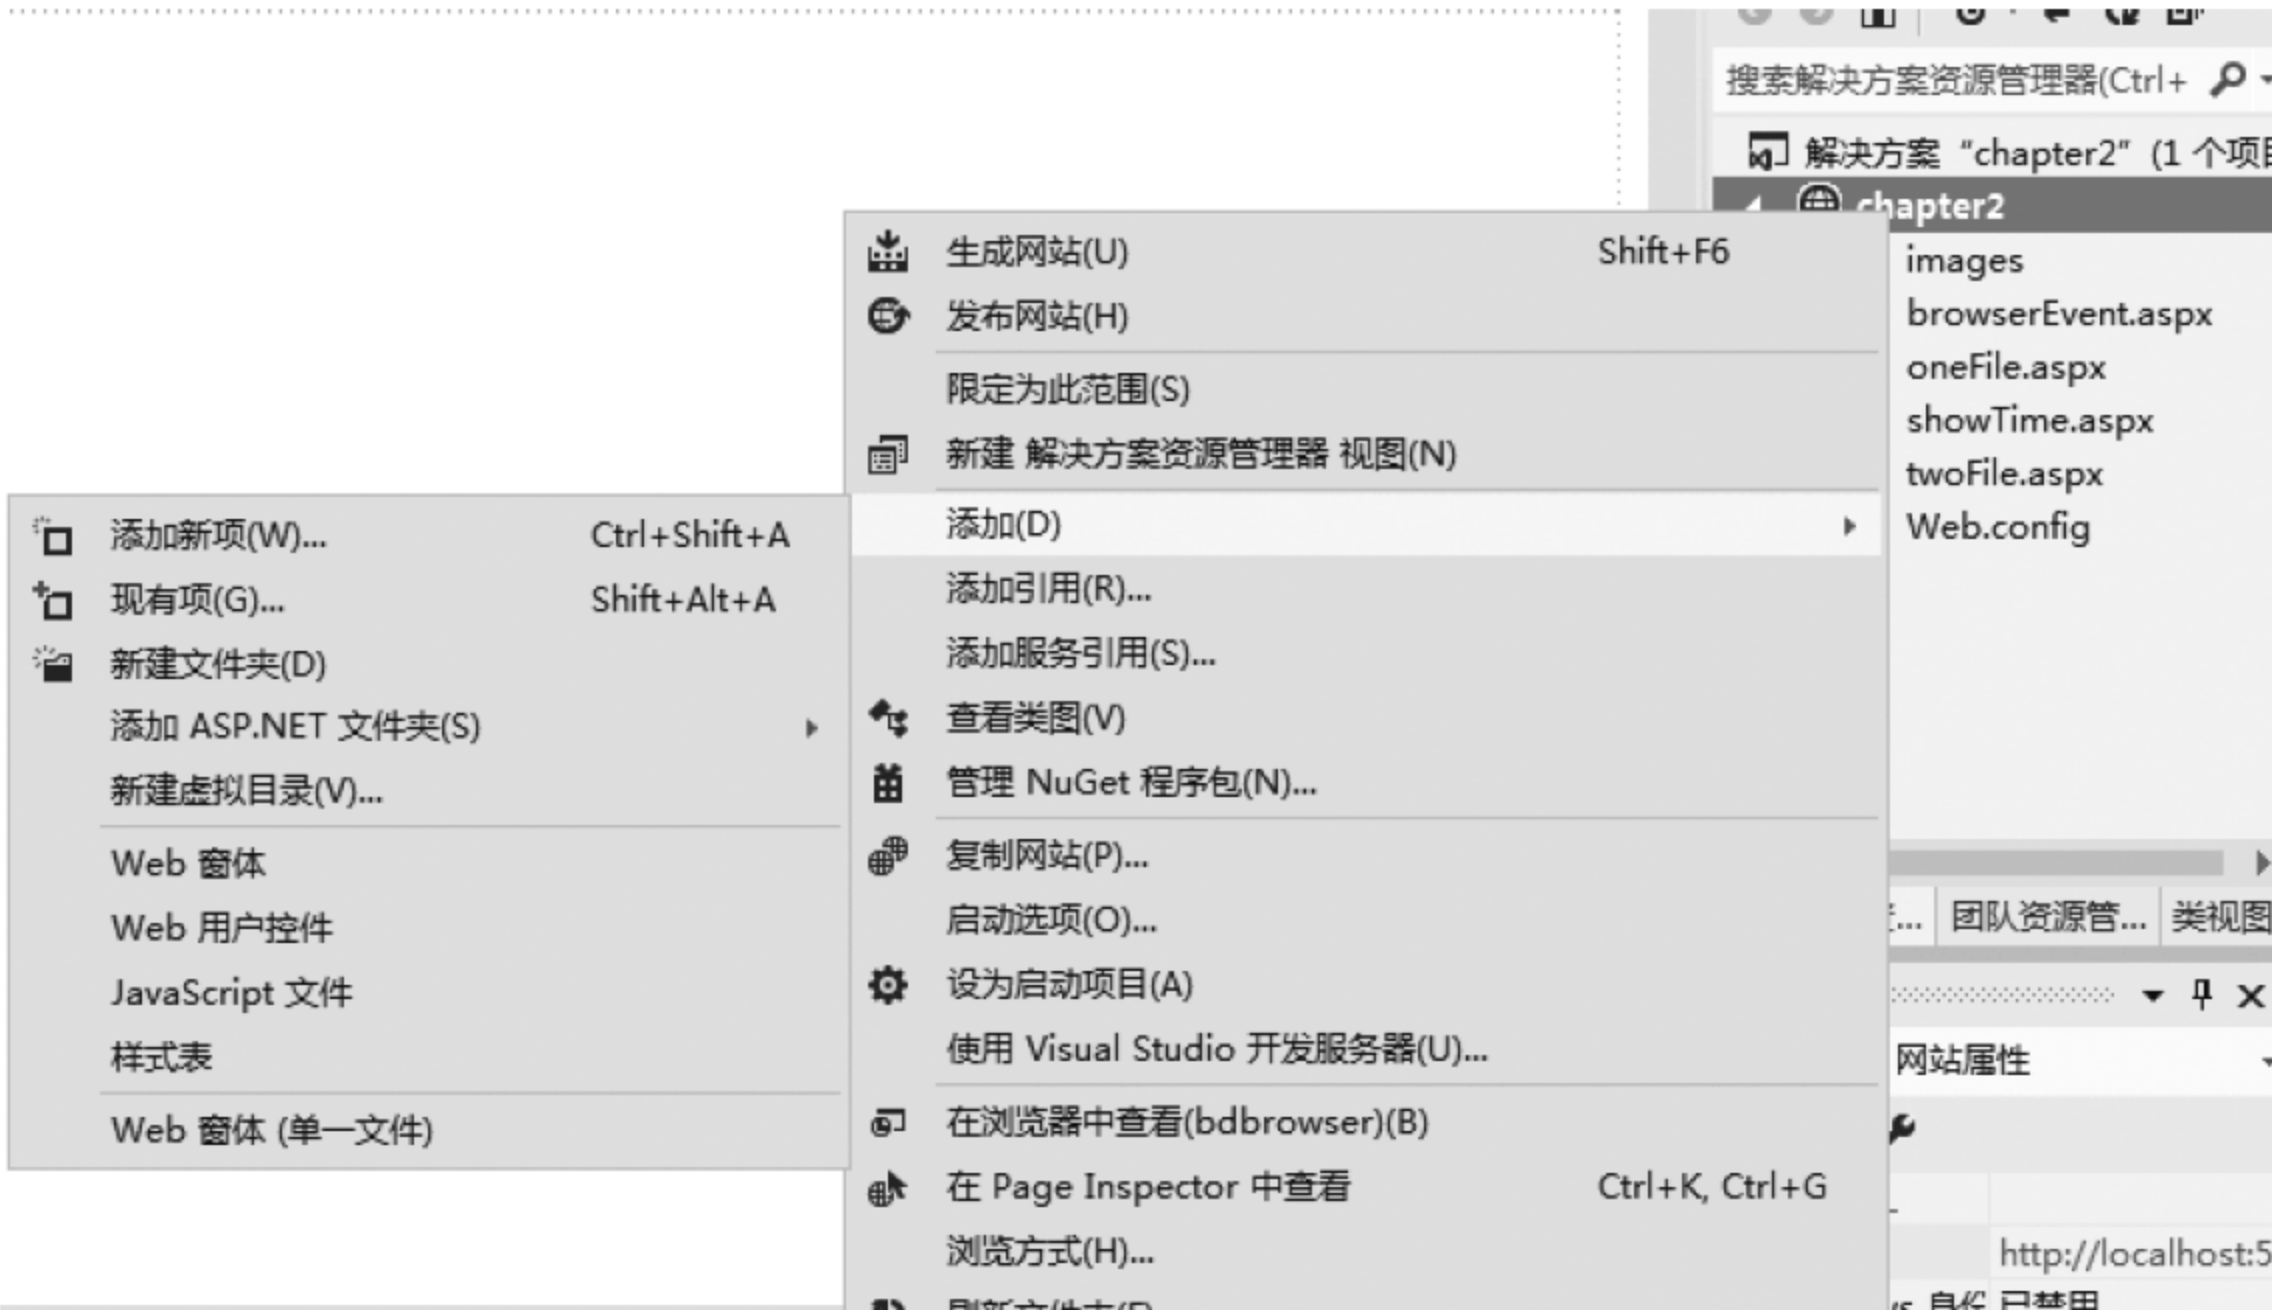 搜索解决方案资源管理器(Ctrl+
解决方案 “chapter2” (1 个项目
chapter2
images
browserEvent.aspx
oneFile.aspx
showTime.aspx
twoFile.aspx
Web.config
生成网站(U) Shift+F6
发布网站(H)
限定为此范围(S)
新建 解决方案资源管理器 视图(N)
添加(D)
添加引用(R)...
添加服务引用(S)...
查看类图(V)
管理 NuGet 程序包(N)...
复制网站(P)...
启动选项(O)...
设为启动项目(A)
使用 Visual Studio 开发服务器(U)...
在浏览器中查看(bdbrowser)(B)
在 Page Inspector 中查看 Ctrl+K, Ctrl+G
浏览方式(H)...
刷新文件夹(F)
添加新项(W)... Ctrl+Shift+A
现有项(G)... Shift+Alt+A
新建文件夹(D)
添加 ASP.NET 文件夹(S)
新建虚拟目录(V)...
Web 窗体
Web 用户控件
JavaScript 文件
样式表
Web 窗体 (单一文件)
团队资源管... 类视图
网站属性
http://localhost:5
已禁用